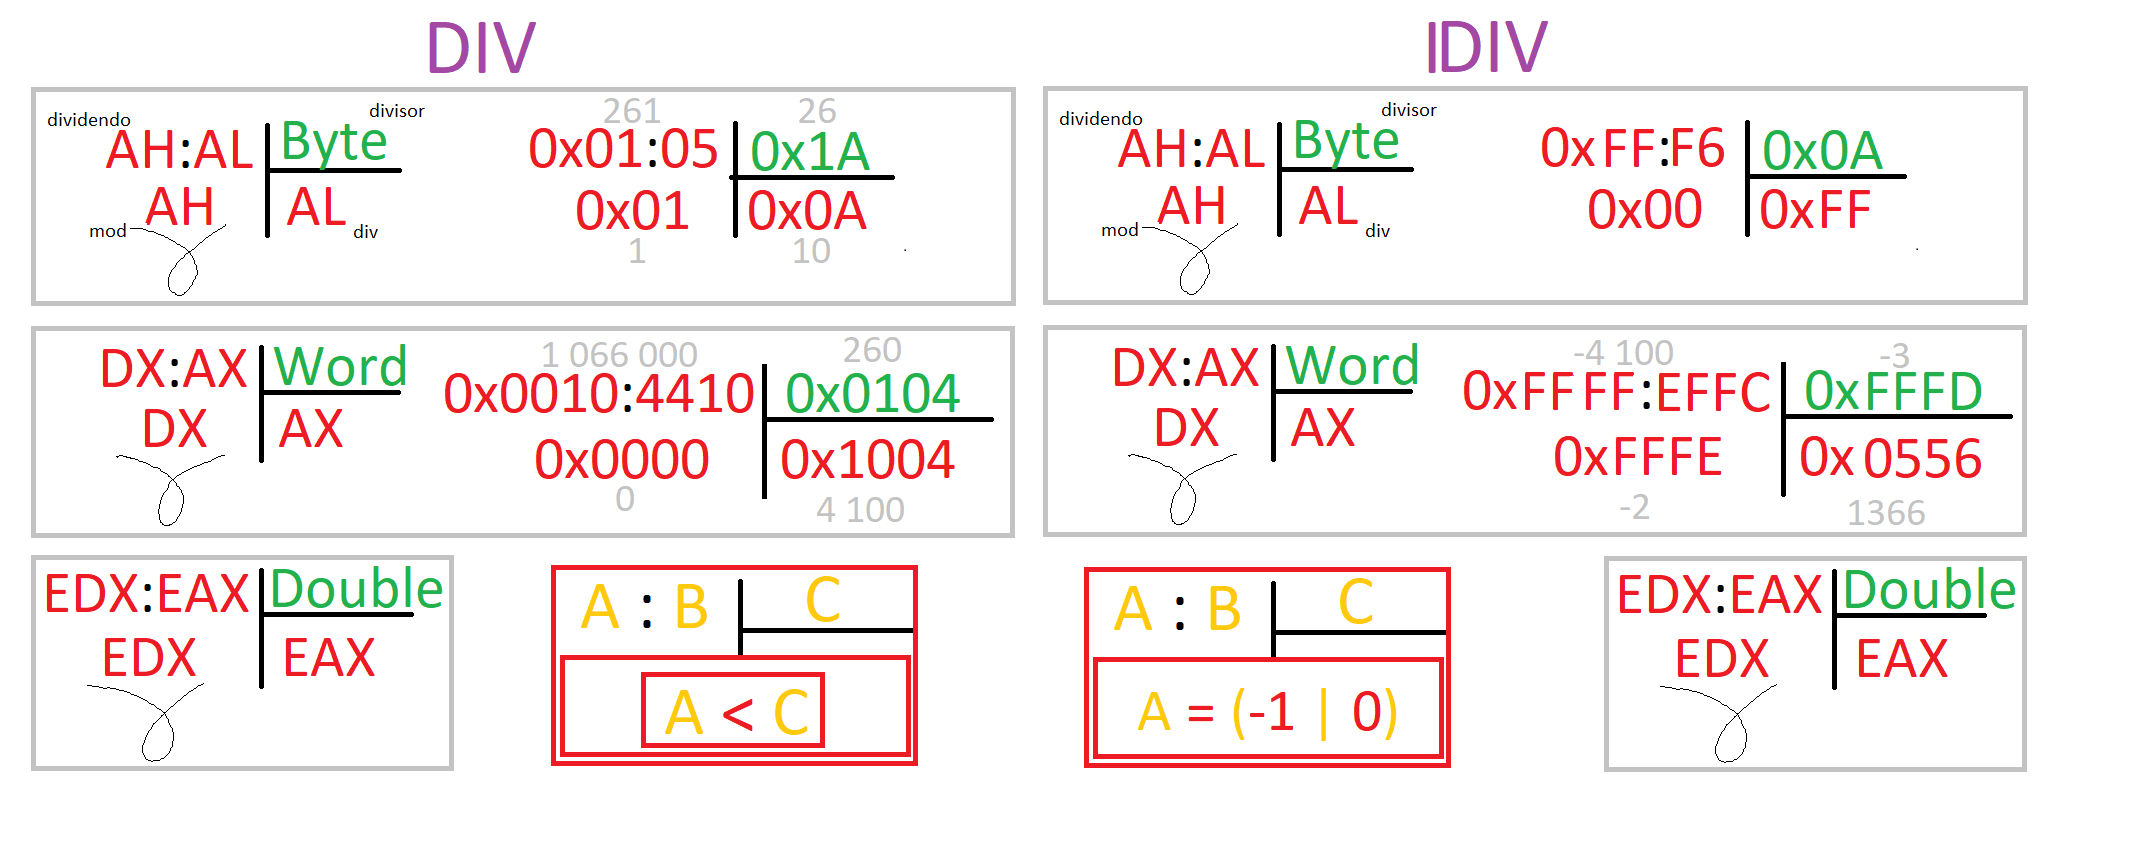 DIV
dividendo
divisor
AH:AL Byte
AH AL
mod
div
261 26
0x01:05 0x1A
0x01 0x0A
1 10
DX:AX Word
DX AX
1 066 000 260
0x0010:4410 0x0104
0x0000 0x1004
0 4 100
EDX:EAX Double
EDX EAX
A : B C
A < C
IDIV
dividendo
divisor
AH:AL Byte
AH AL
mod
div
0xFF:F6 0x0A
0x00 0xFF
DX:AX Word
DX AX
-4 100 -3
0xFF FF:EFFC 0xFFFD
0xFFFE 0x 0556
-2 1366
A : B C
A = (-1 | 0)
EDX:EAX Double
EDX EAX